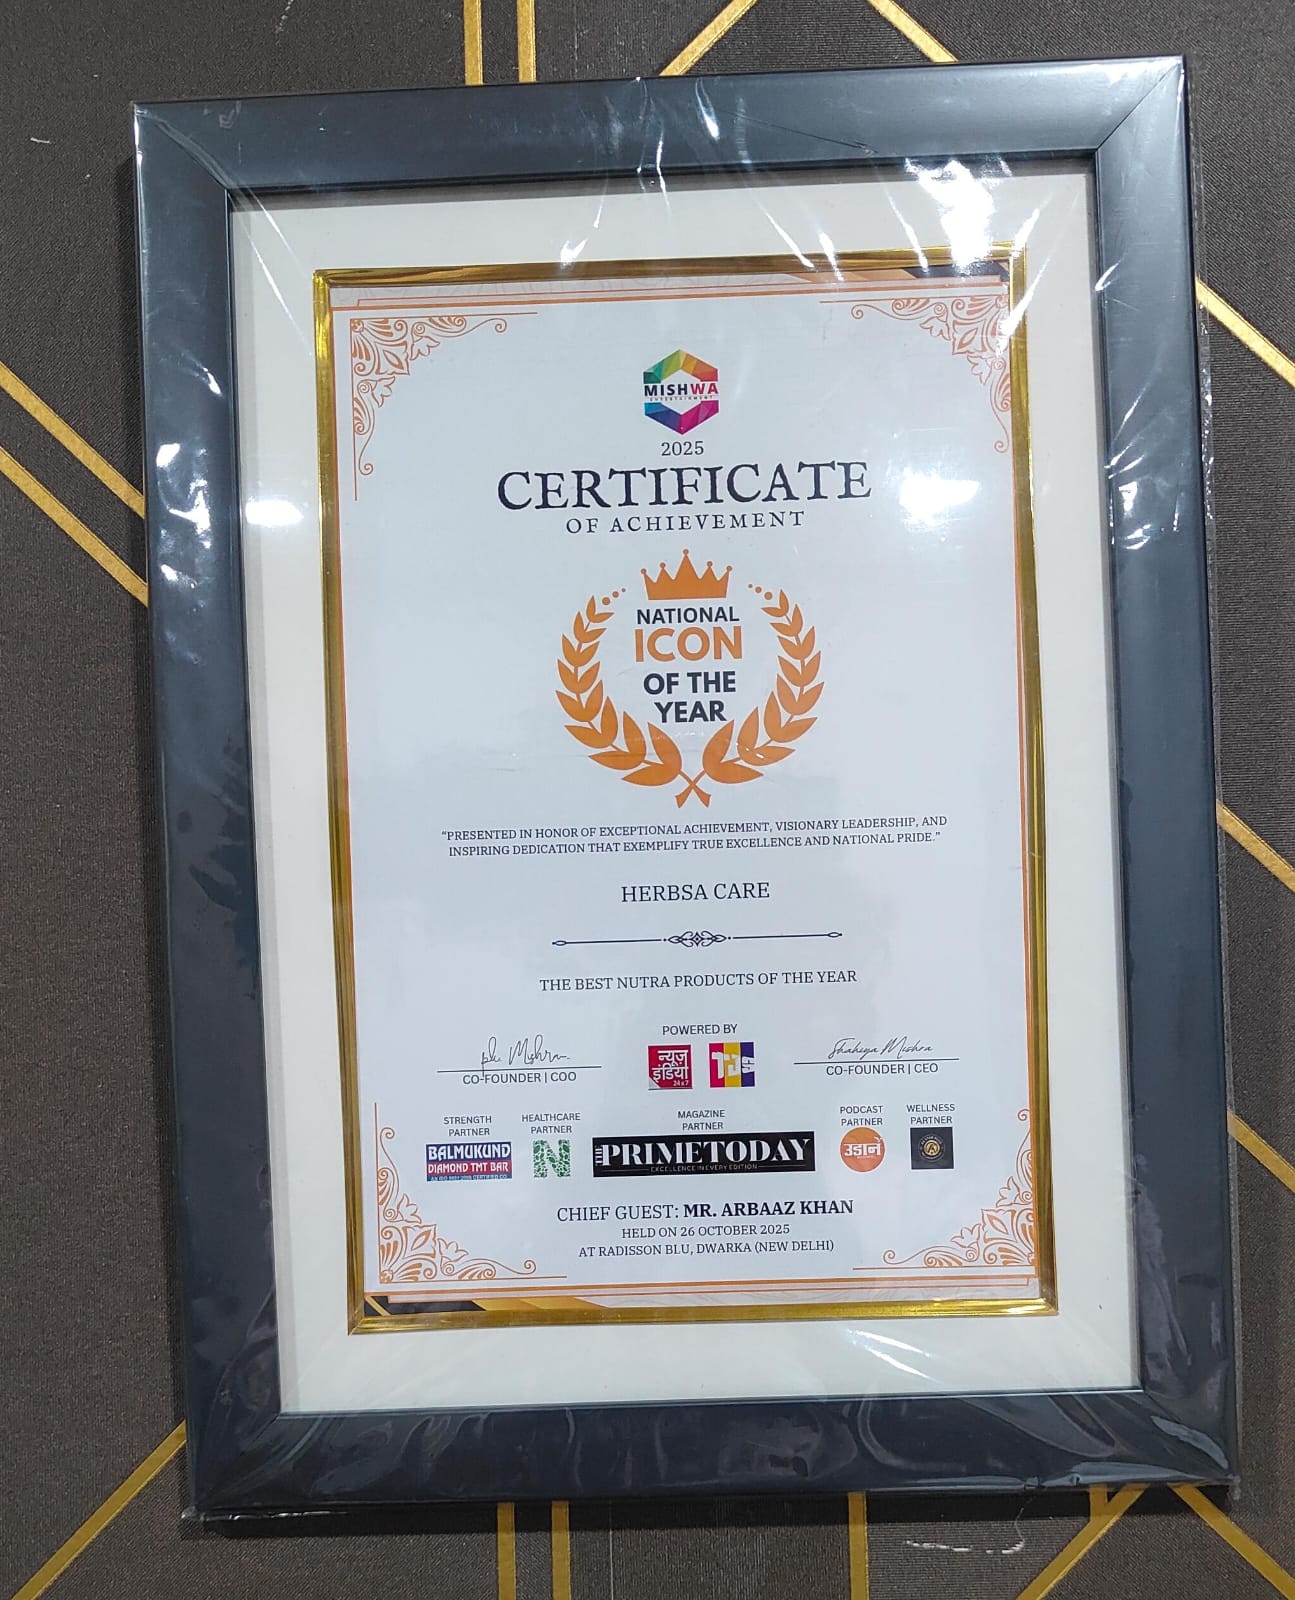 MISHWA
ENTERTAINMENT
2025
CERTIFICATE
OF ACHIEVEMENT
NATIONAL
ICON
OF THE
YEAR
“PRESENTED IN HONOR OF EXCEPTIONAL ACHIEVEMENT, VISIONARY LEADERSHIP, AND
INSPIRING DEDICATION THAT EXEMPLIFY TRUE EXCELLENCE AND NATIONAL PRIDE.”
HERBSA CARE
THE BEST NUTRA PRODUCTS OF THE YEAR
POWERED BY
न्यूज़
इंडिया
24x7
TJS
Mishra
CO-FOUNDER | COO
Mishra
CO-FOUNDER | CEO
STRENGTH
PARTNER
BALMUKUND
DIAMOND TMT BAR
HEALTHCARE
PARTNER
N
MAGAZINE
PARTNER
THE PRIMETODAY
EXCELLENCE IN EVERY EDITION
PODCAST
PARTNER
उड़ानें
WELLNESS
PARTNER
CHIEF GUEST: MR. ARBAAZ KHAN
HELD ON 26 OCTOBER 2025
AT RADISSON BLU, DWARKA (NEW DELHI)